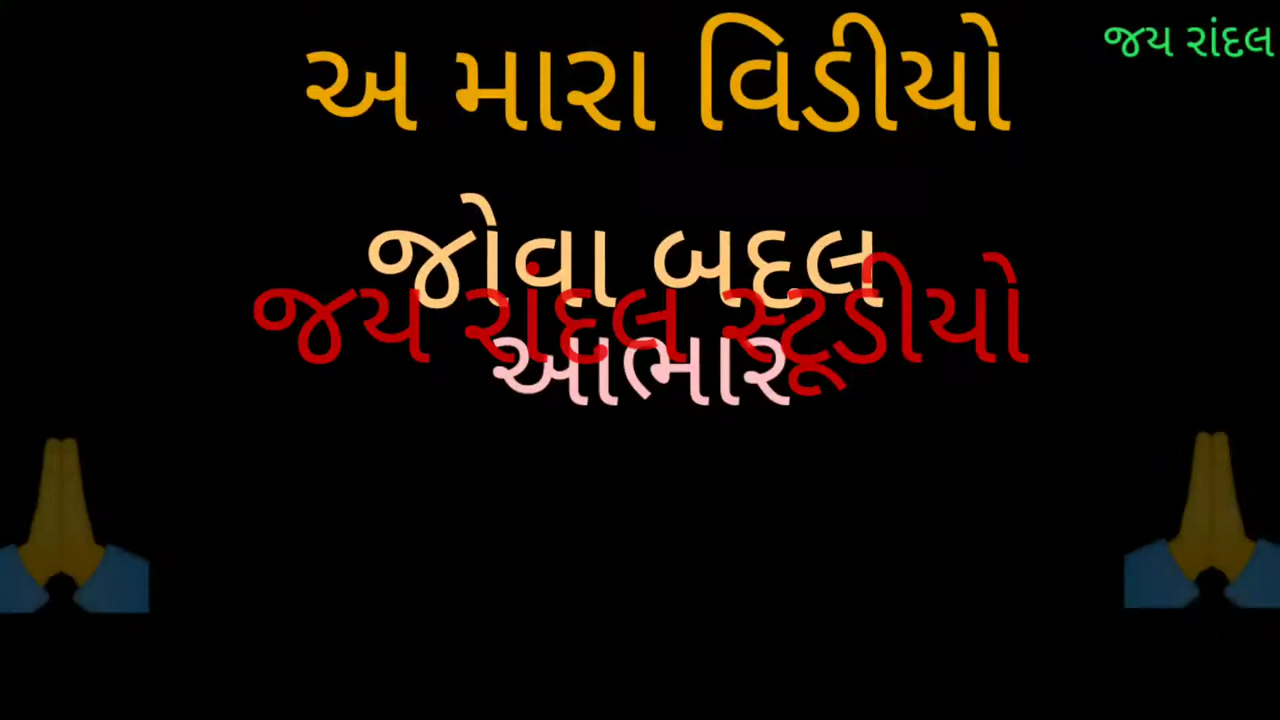 અ મારા વિડીયો
જય રાંદલ
જોવા બદલ
જય રાંદલ સ્ટૂડીયો
આભાર